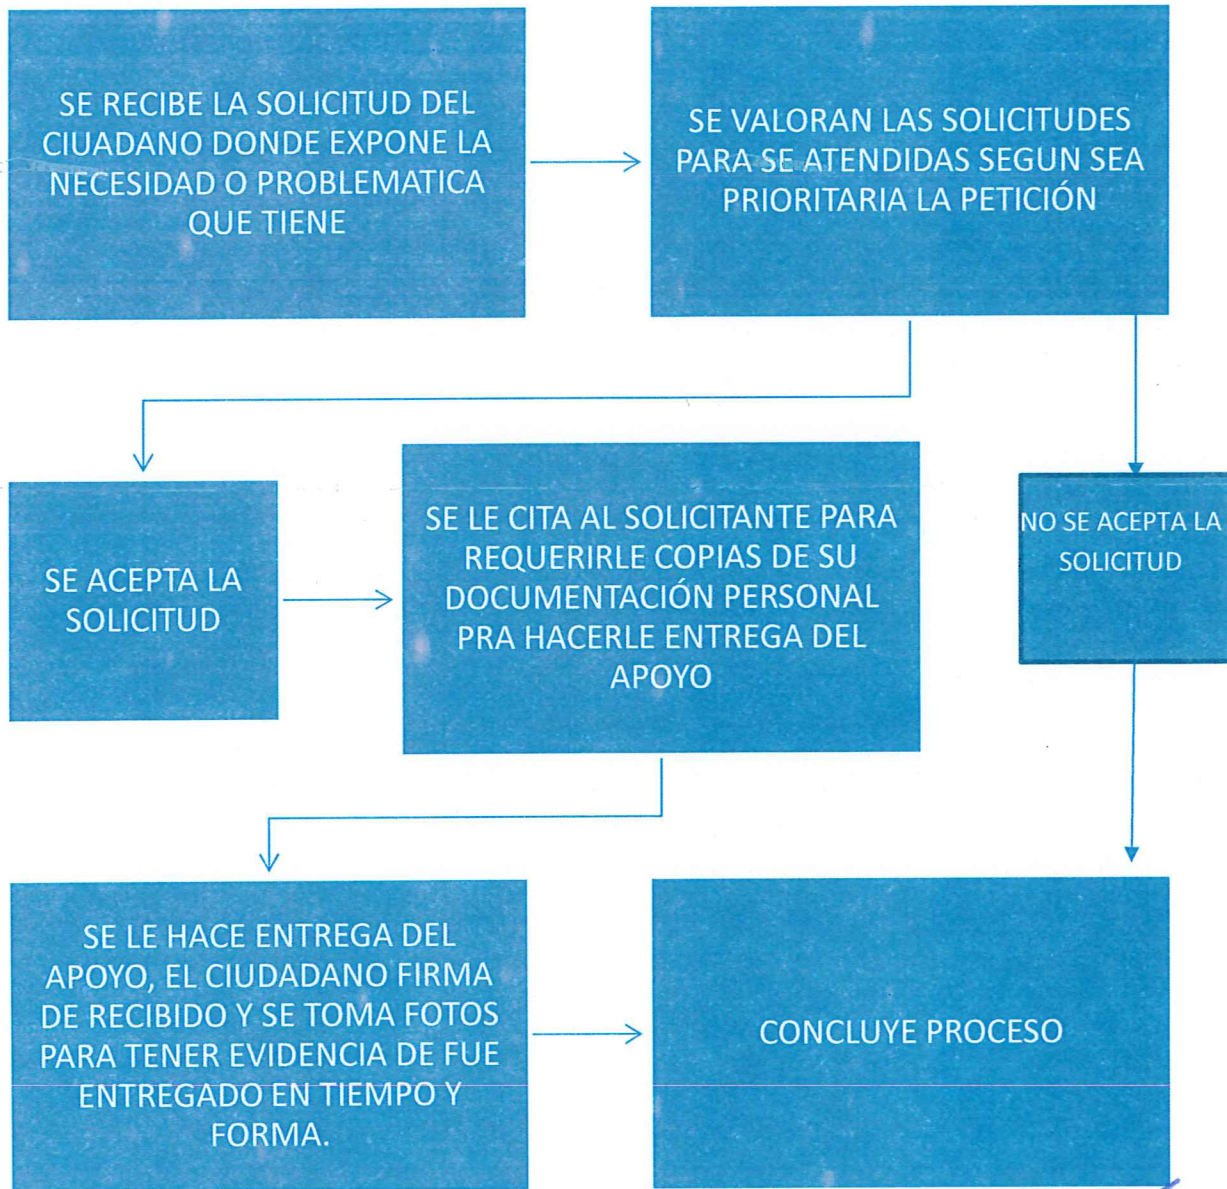 SE RECIBE LA SOLICITUD DEL
CIUADANO DONDE EXPONE LA
NECESIDAD O PROBLEMATICA
QUE TIENE
SE VALORAN LAS SOLICITUDES
PARA SE ATENDIDAS SEGUN SEA
PRIORITARIA LA PETICIÓN
SE ACEPTA LA
SOLICITUD
SE LE CITA AL SOLICITANTE PARA
REQUERIRLE COPIAS DE SU
DOCUMENTACIÓN PERSONAL
PRA HACERLE ENTREGA DEL
APOYO
NO SE ACEPTA LA
SOLICITUD
SE LE HACE ENTREGA DEL
APOYO, EL CIUDADANO FIRMA
DE RECIBIDO Y SE TOMA FOTOS
PARA TENER EVIDENCIA DE FUE
ENTREGADO EN TIEMPO Y
FORMA.
CONCLUYE PROCESO